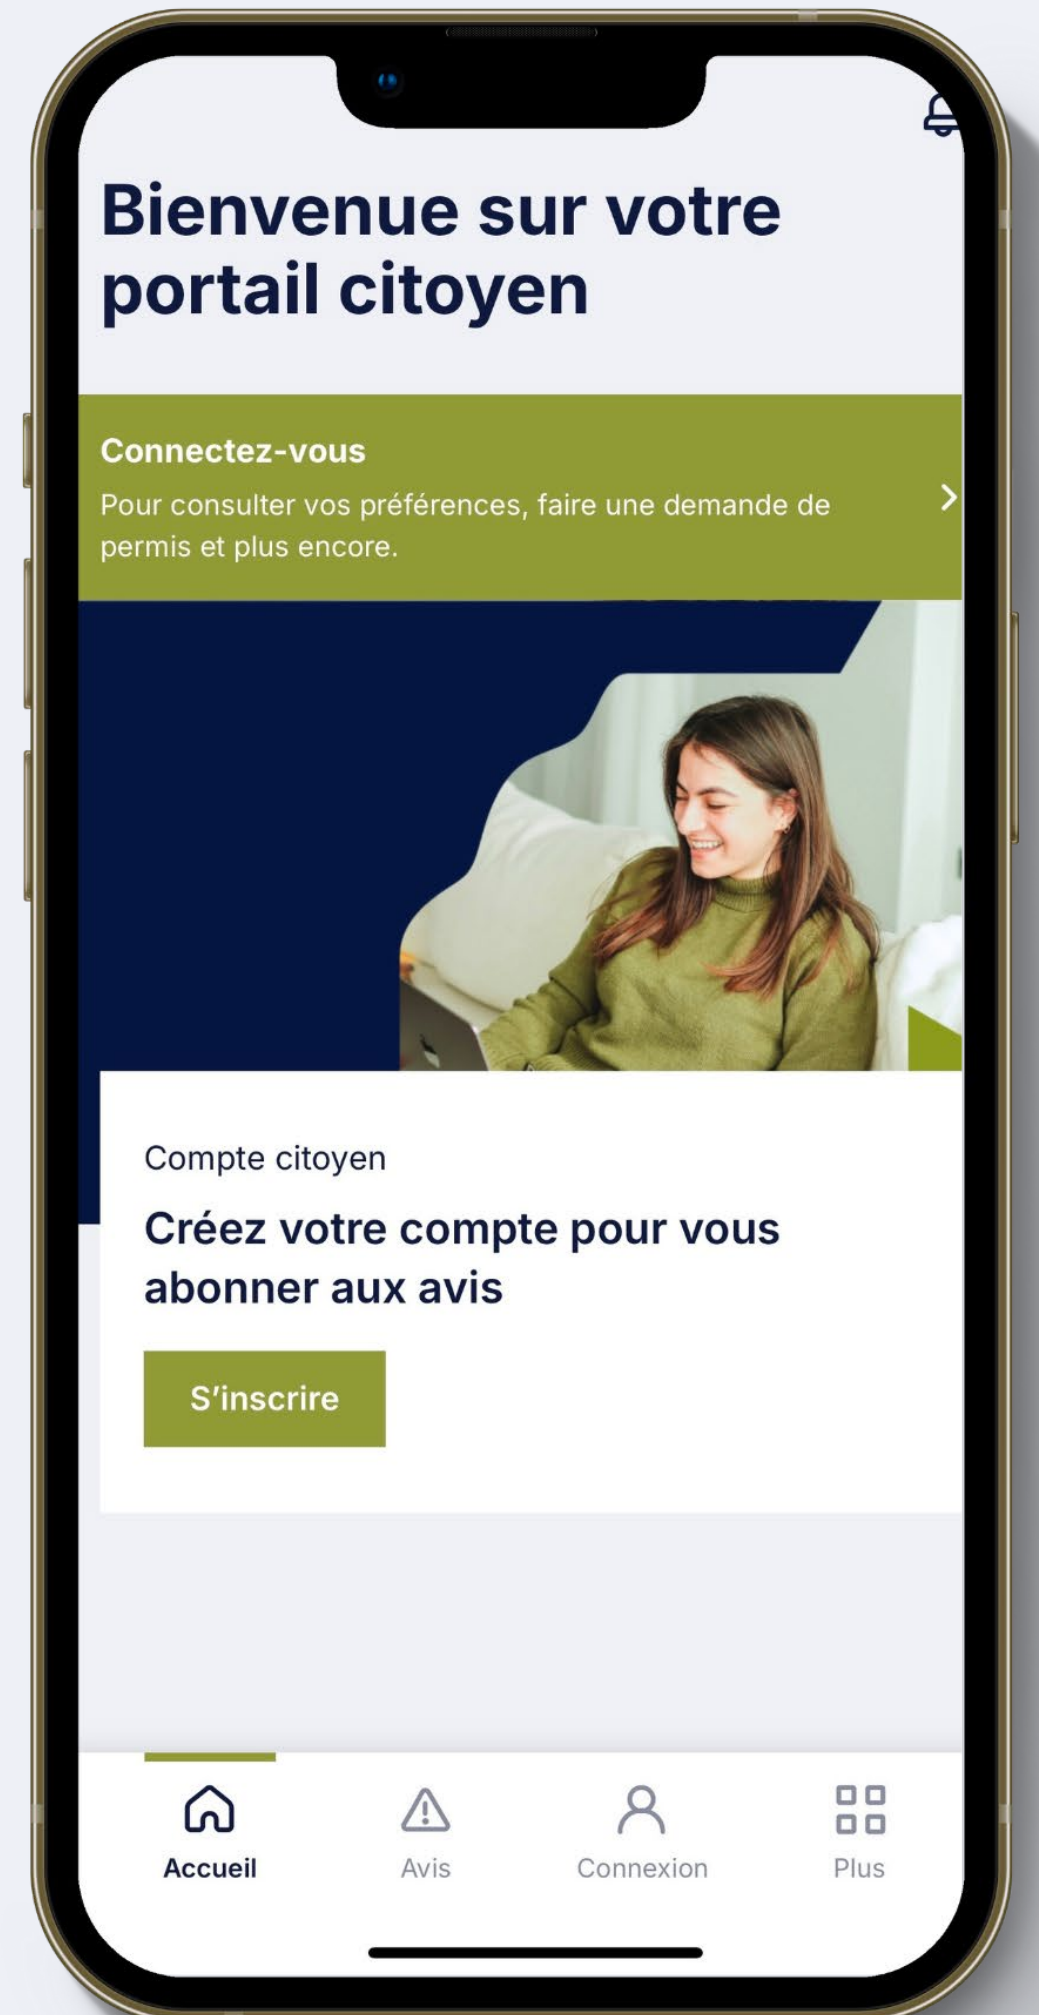 Bienvenue sur votre
portail citoyen
Connectez-vous
Pour consulter vos préférences, faire une demande de
permis et plus encore.
Compte citoyen
Créez votre compte pour vous
abonner aux avis
S’inscrire
Accueil
Avis
Connexion
Plus